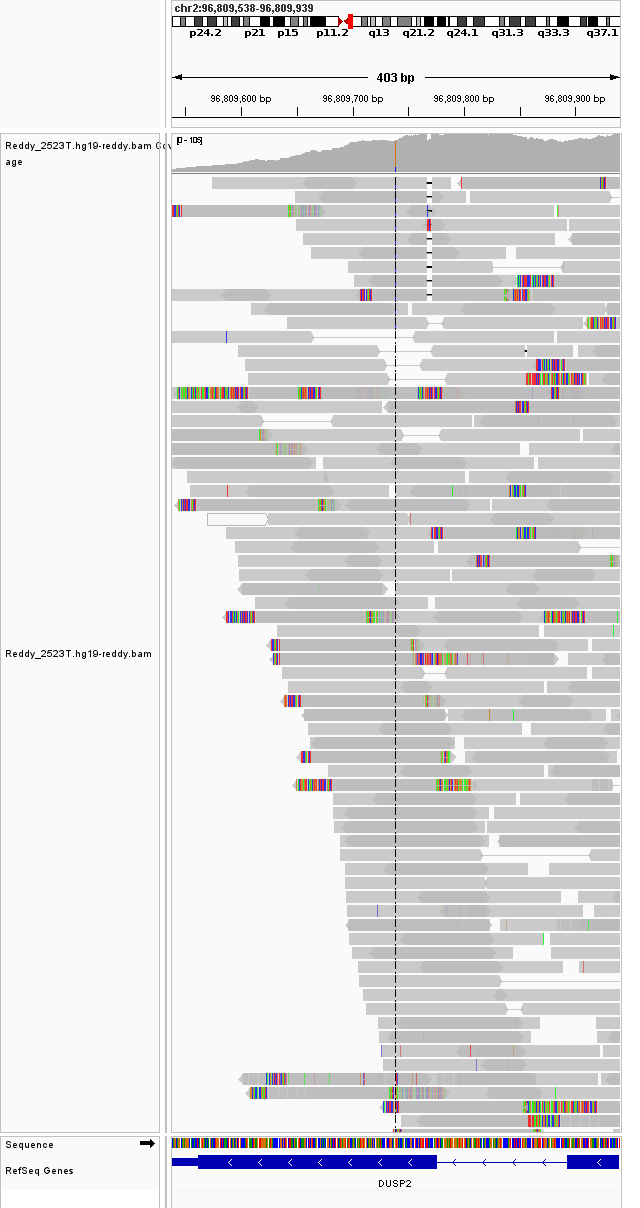 chr2:96,809,538-96,809,939
p24.2 p21 p15 p11.2 q13 q21.2 q24.1 q31.3 q33.3 q37.1
403 bp
96,809,600 bp 96,809,700 bp 96,809,800 bp 96,809,900 bp
Reddy_2523T.hg19-reddy.bam Cov
age
[0 - 106]
Reddy_2523T.hg19-reddy.bam
Sequence
RefSeq Genes
DUSP2